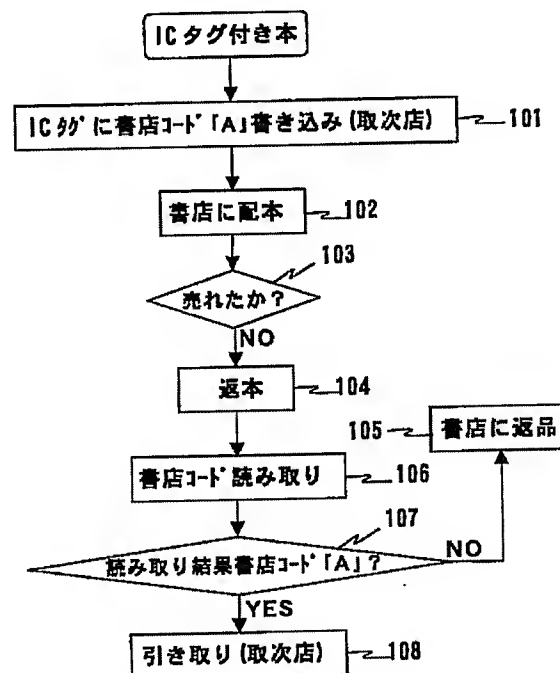 ICタグ付き本
ICタグに書店コード「A」書き込み(取次店)
101
書店に配本
102
103
売れたか?
NO
返本
104
105
書店に返品
書店コード読み取り
106
107
読み取り結果書店コード「A」?
NO
YES
引き取り(取次店)
108